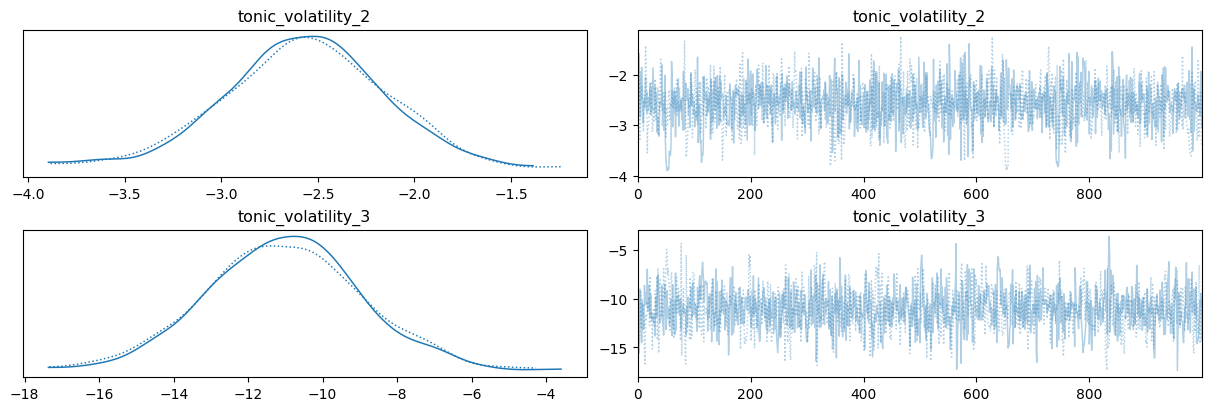 tonic_volatility_2
tonic_volatility_2
−2
−3
−4
−4.0 −3.5 −3.0 −2.5 −2.0 −1.5
0 200 400 600 800
tonic_volatility_3
tonic_volatility_3
−5
−10
−15
−18 −16 −14 −12 −10 −8 −6 −4
0 200 400 600 800